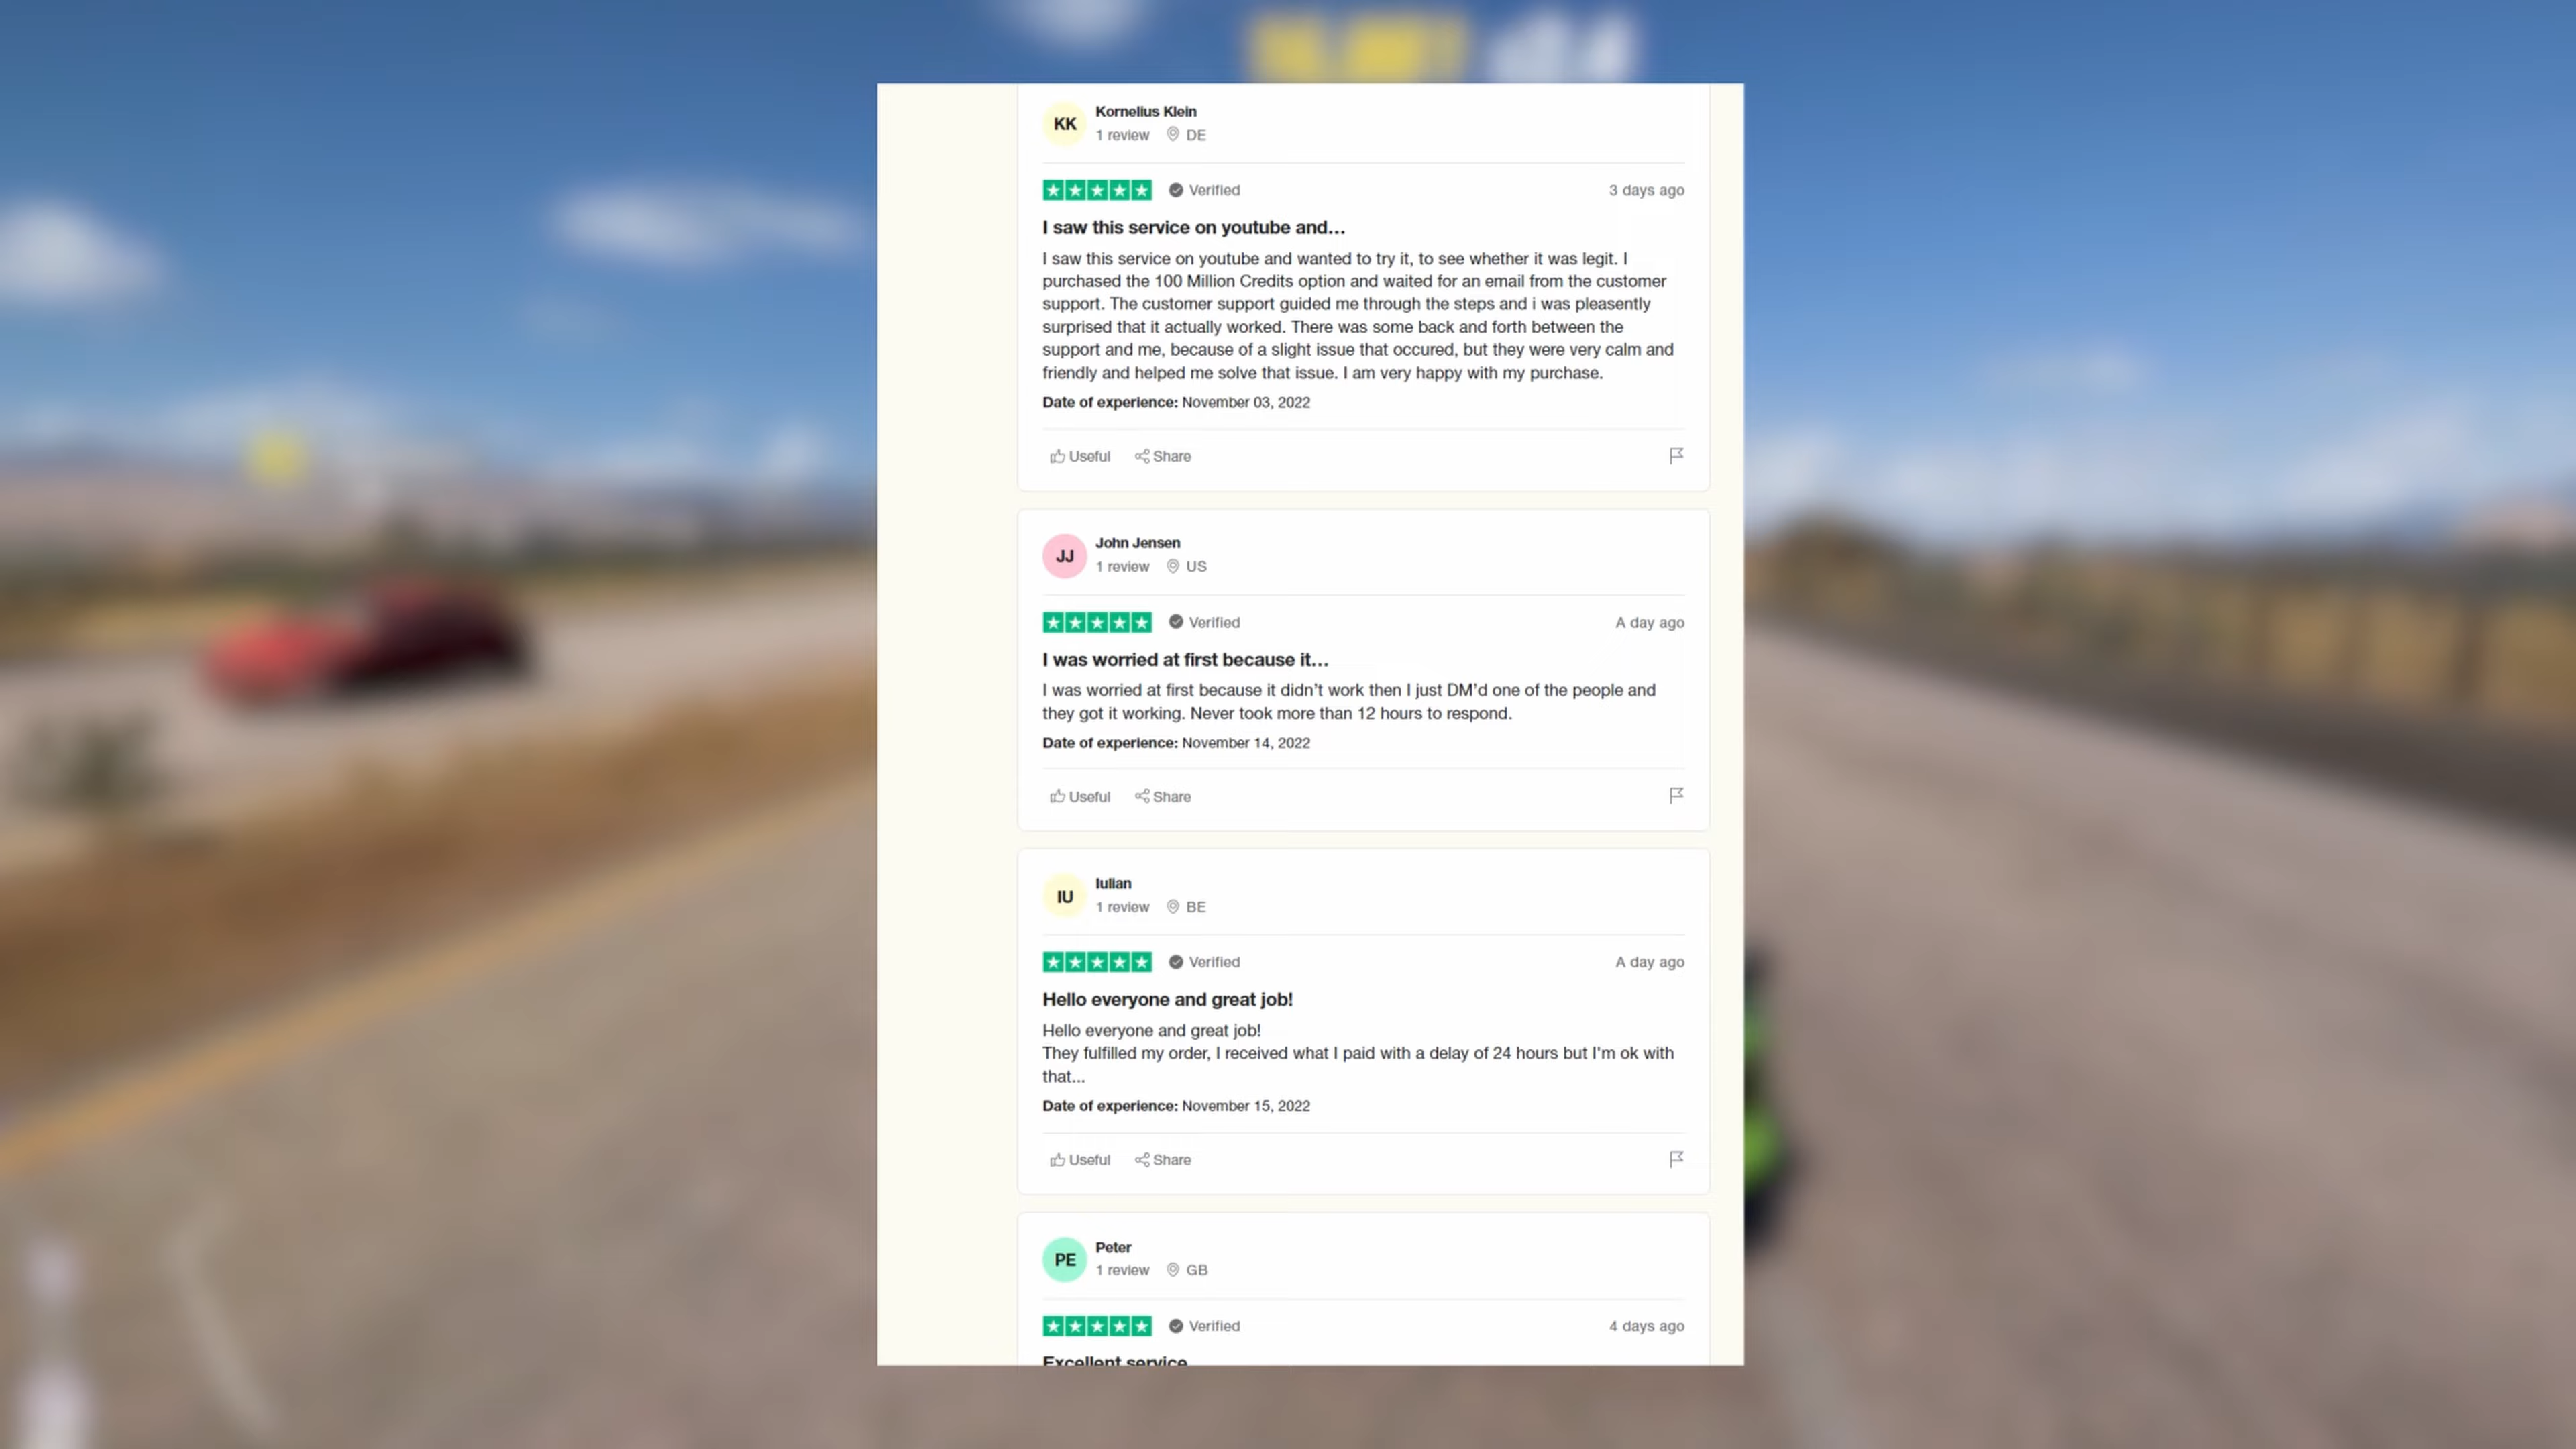 KK
Kornelius Klein
1 review DE
Verified 3 days ago
I saw this service on youtube and...
I saw this service on youtube and wanted to try it, to see whether it was legit. I
purchased the 100 Million Credits option and waited for an email from the customer
support. The customer support guided me through the steps and i was pleasently
surprised that it actually worked. There was some back and forth between the
support and me, because of a slight issue that occured, but they were very calm and
friendly and helped me solve that issue. I am very happy with my purchase.
Date of experience: November 03, 2022
Useful Share
JJ
John Jensen
1 review US
Verified A day ago
I was worried at first because it...
I was worried at first because it didn't work then I just DM'd one of the people and
they got it working. Never took more than 12 hours to respond.
Date of experience: November 14, 2022
Useful Share
IU
Iulian
1 review BE
Verified A day ago
Hello everyone and great job!
Hello everyone and great job!
They fulfilled my order, I received what I paid with a delay of 24 hours but I'm ok with
that...
Date of experience: November 15, 2022
Useful Share
PE
Peter
1 review GB
Verified 4 days ago
Excellent service